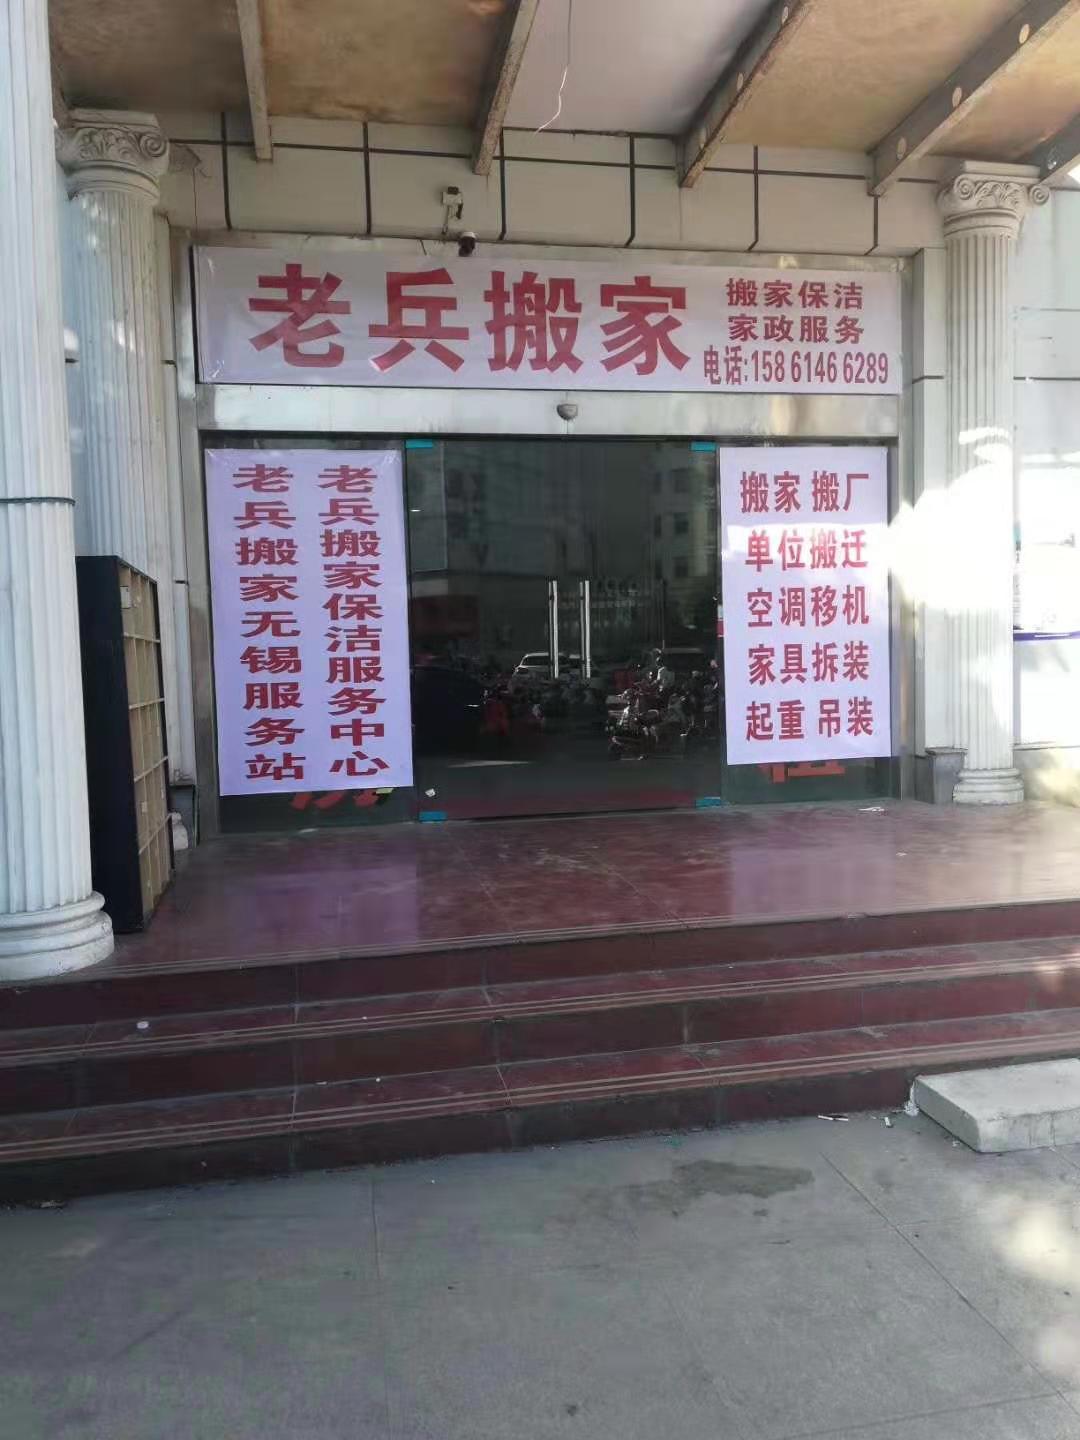 老兵搬家
搬家保洁
家政服务
电话:158 6146 6289
老兵搬家保洁服务中心
老兵搬家无锡服务站
搬家 搬厂
单位搬迁
空调移机
家具拆装
起重 吊装
租